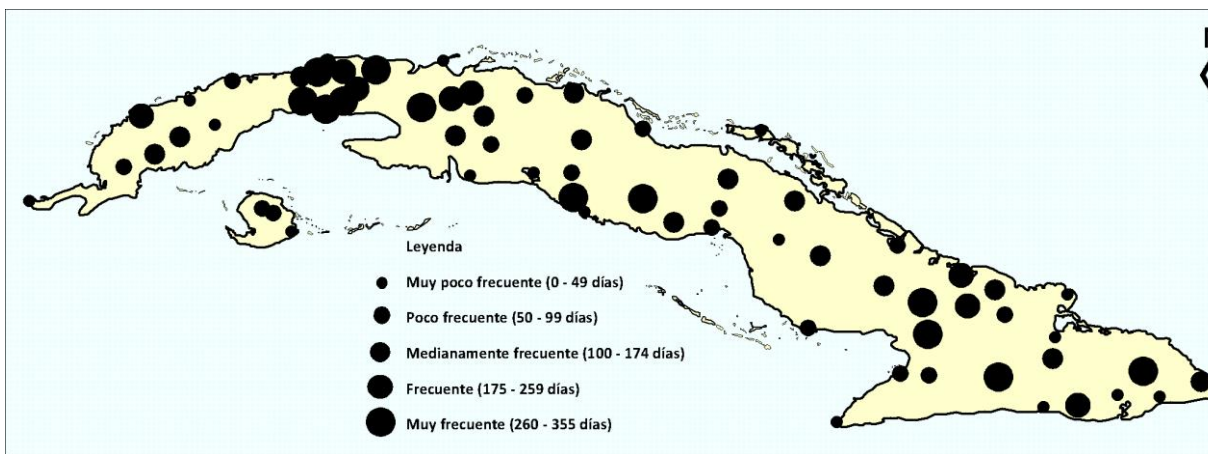 Leyenda
Muy poco frecuente (0 - 49 días)
Poco frecuente (50 - 99 días)
Medianamente frecuente (100 - 174 días)
Frecuente (175 - 259 días)
Muy frecuente (260 - 355 días)